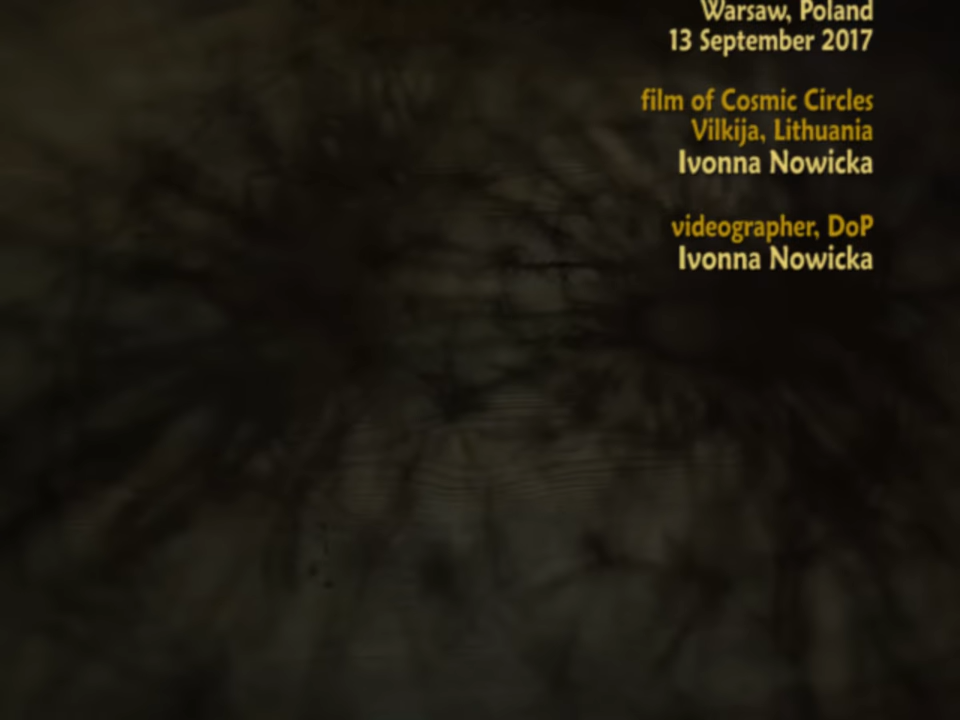 Warsaw, Poland
13 September 2017
film of Cosmic Circles
Vilkija, Lithuania
Ivonna Nowicka
videographer, DoP
Ivonna Nowicka